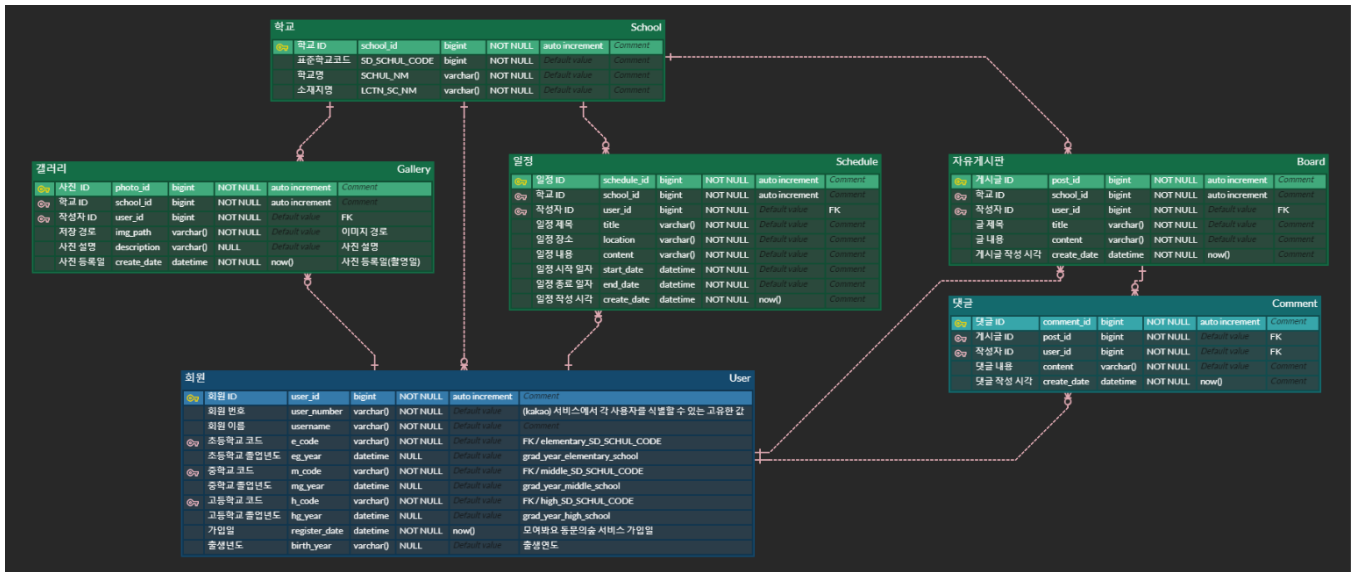 학교 School
학교 ID school_id bigint NOT NULL auto increment Comment
표준학교코드 SD_SCHUL_CODE bigint NOT NULL Default value Comment
학교명 SCHUL_NM varchar() NOT NULL Default value Comment
소재지명 LCTN_SC_NM varchar() NOT NULL Default value Comment
갤러리 Gallery
사진 ID photo_id bigint NOT NULL auto increment Comment
학교 ID school_id bigint NOT NULL auto increment Comment
작성자 ID user_id bigint NOT NULL Default value FK
저장 경로 img_path varchar() NOT NULL Default value 이미지 경로
사진 설명 description varchar() NULL Default value 사진 설명
사진 등록일 create_date datetime NOT NULL now() 사진 등록일(촬영일)
일정 Schedule
일정 ID schedule_id bigint NOT NULL auto increment Comment
학교 ID school_id bigint NOT NULL auto increment Comment
작성자 ID user_id bigint NOT NULL Default value FK
일정 제목 title varchar() NOT NULL Default value Comment
일정 장소 location varchar() NOT NULL Default value Comment
일정 내용 content varchar() NOT NULL Default value Comment
일정 시작 일자 start_date datetime NOT NULL Default value Comment
일정 종료 일자 end_date datetime NOT NULL Default value Comment
일정 작성 시각 create_date datetime NOT NULL now() Comment
자유게시판 Board
게시글 ID post_id bigint NOT NULL auto increment Comment
학교 ID school_id bigint NOT NULL auto increment Comment
작성자 ID user_id bigint NOT NULL Default value FK
글 제목 title varchar() NOT NULL Default value Comment
글 내용 content varchar() NOT NULL Default value Comment
게시글 작성 시각 create_date datetime NOT NULL now() Comment
댓글 Comment
댓글 ID comment_id bigint NOT NULL auto increment Comment
게시글 ID post_id bigint NOT NULL Default value FK
작성자 ID user_id bigint NOT NULL Default value FK
댓글 내용 content varchar() NOT NULL Default value Comment
댓글 작성 시각 create_date datetime NOT NULL now() Comment
회원 User
회원 ID user_id bigint NOT NULL auto increment Comment
회원 번호 user_number varchar() NOT NULL Default value (kakao) 서비스에서 각 사용자를 식별할 수 있는 고유한 값
회원 이름 username varchar() NOT NULL Default value Comment
초등학교 코드 e_code varchar() NOT NULL Default value FK / elementary_SD_SCHUL_CODE
초등학교 졸업년도 eg_year datetime NULL Default value grad_year_elementary_school
중학교 코드 m_code varchar() NOT NULL Default value FK / middle_SD_SCHUL_CODE
중학교 졸업년도 mg_year datetime NULL Default value grad_year_middle_school
고등학교 코드 h_code varchar() NOT NULL Default value FK / high_SD_SCHUL_CODE
고등학교 졸업년도 hg_year datetime NULL Default value grad_year_high_school
가입일 register_date datetime NOT NULL now() 모여봐요 동문의숲 서비스 가입일
출생년도 birth_year varchar() NULL Default value 출생연도